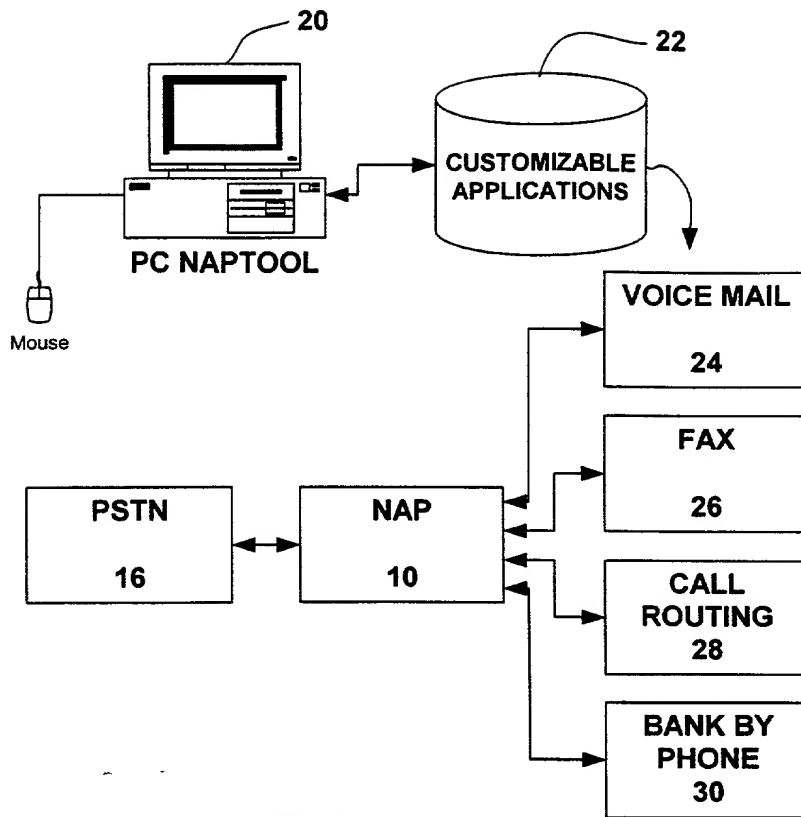 20
22
CUSTOMIZABLE
APPLICATIONS
PC NAPTOOL
Mouse
VOICE MAIL
24
FAX
26
PSTN
16
NAP
10
CALL
ROUTING
28
BANK BY
PHONE
30